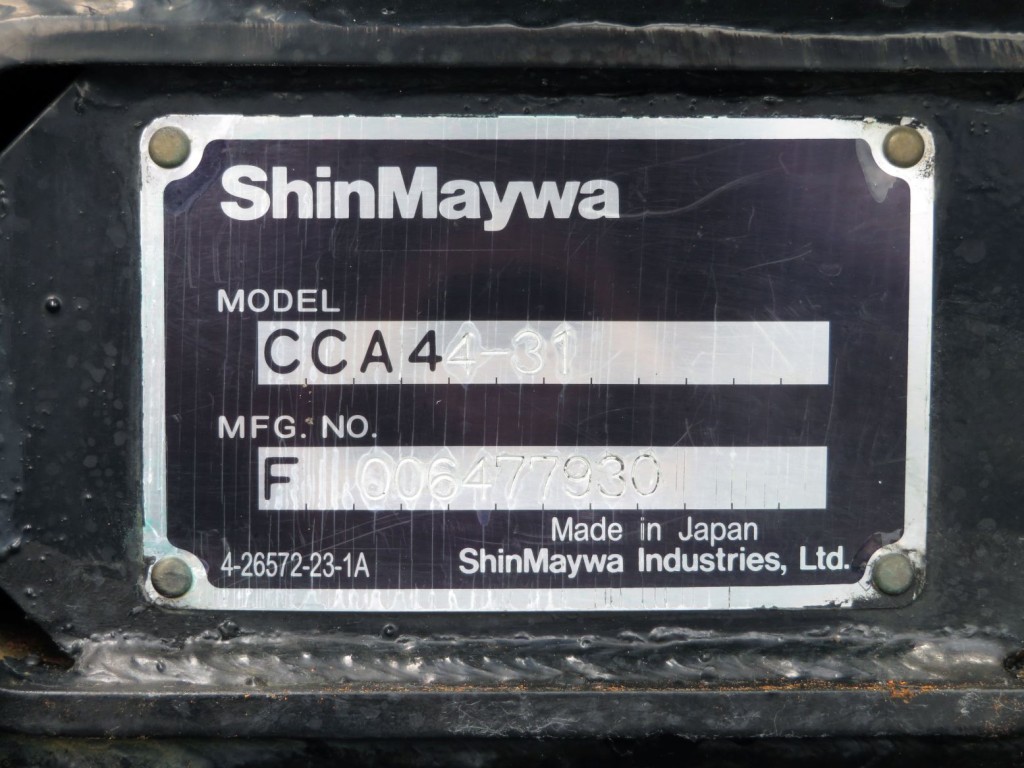 ShinMaywa
MODEL
CCA44-31
MFG. NO.
F 006477930
Made in Japan
4-26572-23-1A ShinMaywa Industries, Ltd.